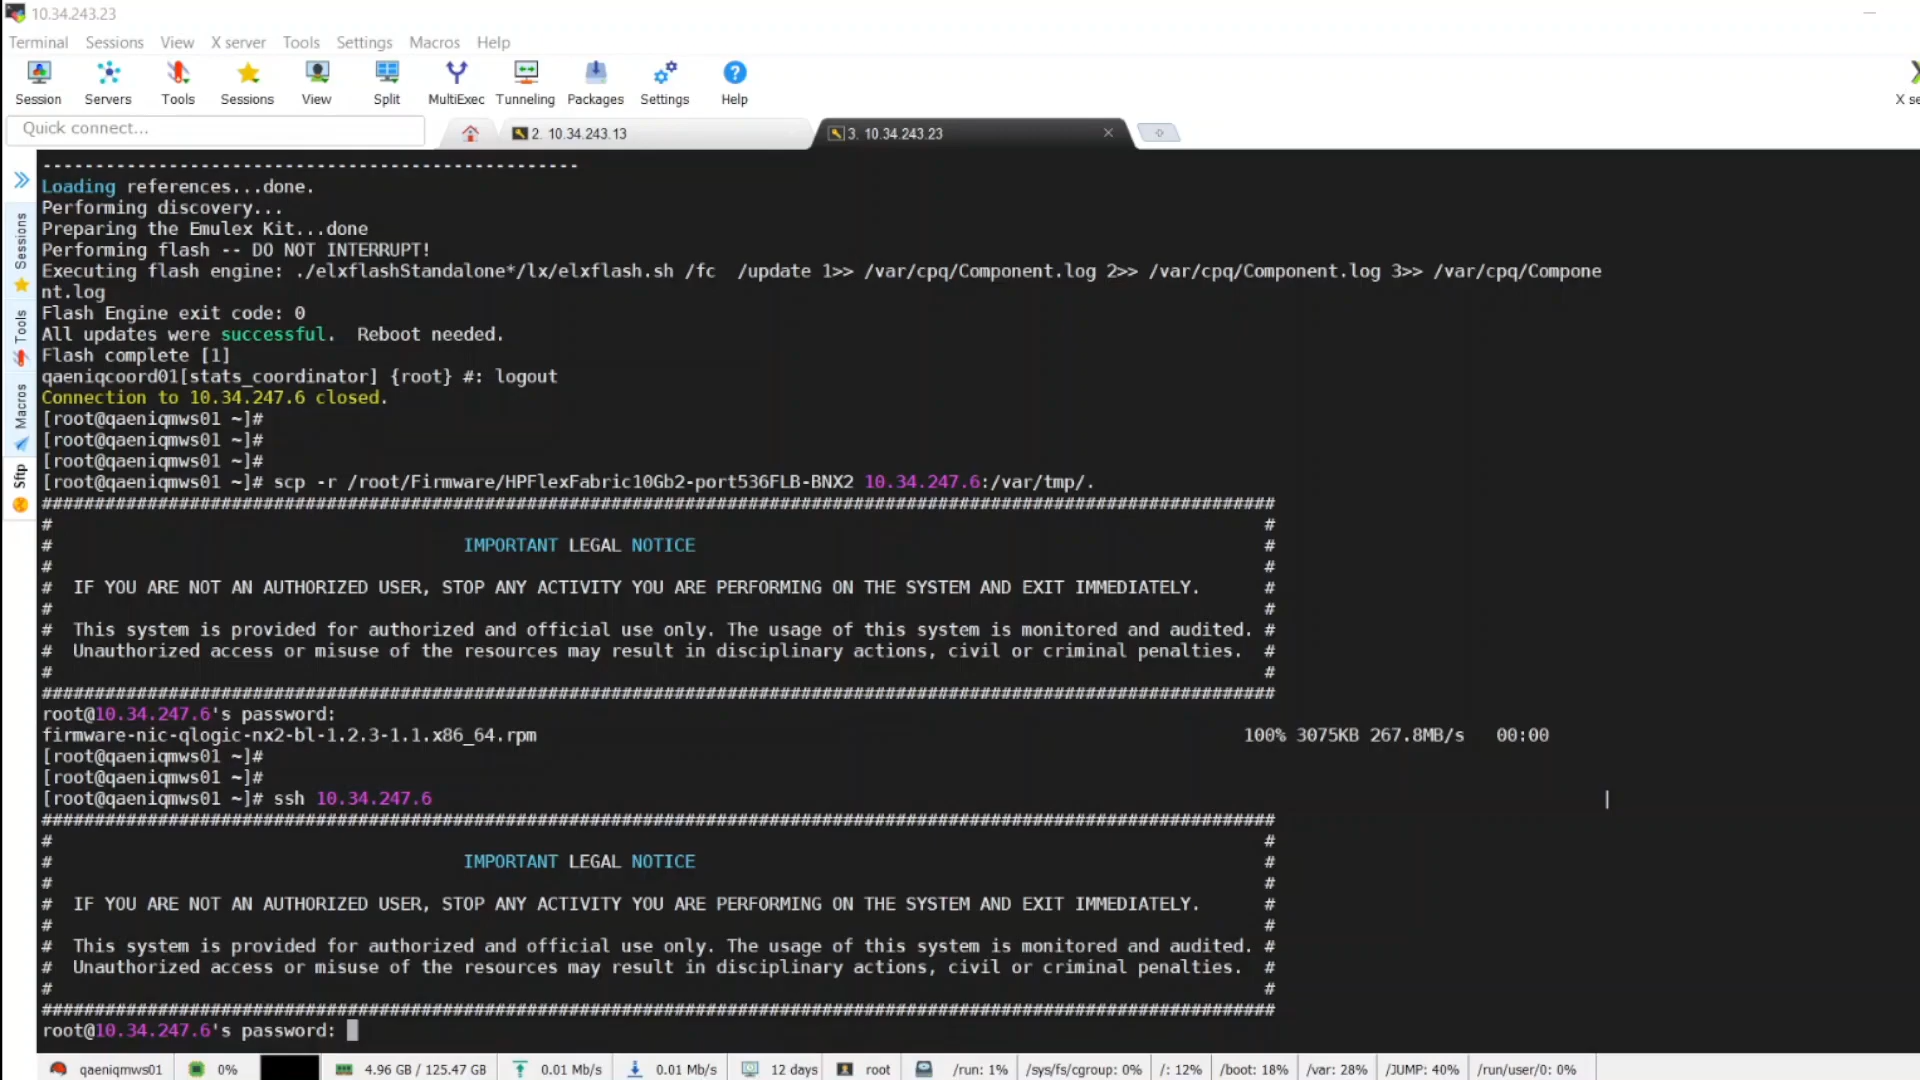 10.34.243.23
Terminal Sessions View X server Tools Settings Macros Help
Session Servers Tools Sessions View Split MultiExec Tunneling Packages Settings Help
Quick connect...
2. 10.34.243.13
3. 10.34.243.23
Sessions
Tools
Macros
Sftp
---------------------------------------------------
Loading references...done.
Performing discovery...
Preparing the Emulex Kit...done
Performing flash -- DO NOT INTERRUPT!
Executing flash engine: ./elxflashStandalone*/lx/elxflash.sh /fc  /update 1>> /var/cpq/Component.log 2>> /var/cpq/Component.log 3>> /var/cpq/Compone
nt.log
Flash Engine exit code: 0
All updates were successful.  Reboot needed.
Flash complete [1]
qaeniqcoord01[stats_coordinator] {root} #: logout
Connection to 10.34.247.6 closed.
[root@qaeniqmws01 ~]#
[root@qaeniqmws01 ~]#
[root@qaeniqmws01 ~]#
[root@qaeniqmws01 ~]# scp -r /root/Firmware/HPFlexFabric10Gb2-port536FLB-BNX2 10.34.247.6:/var/tmp/.
#####################################################################################################################
# #
# IMPORTANT LEGAL NOTICE #
# #
# IF YOU ARE NOT AN AUTHORIZED USER, STOP ANY ACTIVITY YOU ARE PERFORMING ON THE SYSTEM AND EXIT IMMEDIATELY. #
# #
# This system is provided for authorized and official use only. The usage of this system is monitored and audited. #
# Unauthorized access or misuse of the resources may result in disciplinary actions, civil or criminal penalties. #
# #
#####################################################################################################################
root@10.34.247.6's password:
firmware-nic-qlogic-nx2-bl-1.2.3-1.1.x86_64.rpm 100% 3075KB 267.8MB/s 00:00
[root@qaeniqmws01 ~]#
[root@qaeniqmws01 ~]#
[root@qaeniqmws01 ~]# ssh 10.34.247.6
#####################################################################################################################
# #
# IMPORTANT LEGAL NOTICE #
# #
# IF YOU ARE NOT AN AUTHORIZED USER, STOP ANY ACTIVITY YOU ARE PERFORMING ON THE SYSTEM AND EXIT IMMEDIATELY. #
# #
# This system is provided for authorized and official use only. The usage of this system is monitored and audited. #
# Unauthorized access or misuse of the resources may result in disciplinary actions, civil or criminal penalties. #
# #
#####################################################################################################################
root@10.34.247.6's password:
qaeniqmws01 0% 4.96 GB / 125.47 GB 0.01 Mb/s 0.01 Mb/s 12 days root /run: 1% /sys/fs/cgroup: 0% /: 12% /boot: 18% /var: 28% /JUMP: 40% /run/user/0: 0%